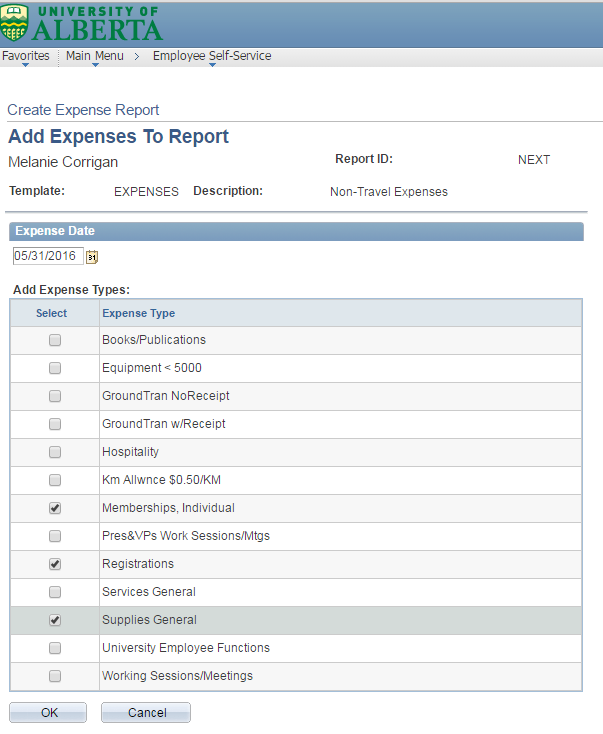 UNIVERSITY OF
ALBERTA
Favorites Main Menu > Employee Self-Service
Create Expense Report
Add Expenses To Report
Melanie Corrigan Report ID: NEXT
Template: EXPENSES Description: Non-Travel Expenses
Expense Date
05/31/2016 31
Add Expense Types:
Select Expense Type
Books/Publications
Equipment < 5000
GroundTran NoReceipt
GroundTran w/Receipt
Hospitality
Km Allwnce $0.50/KM
Memberships, Individual
Pres&VPs Work Sessions/Mtgs
Registrations
Services General
Supplies General
University Employee Functions
Working Sessions/Meetings
OK Cancel